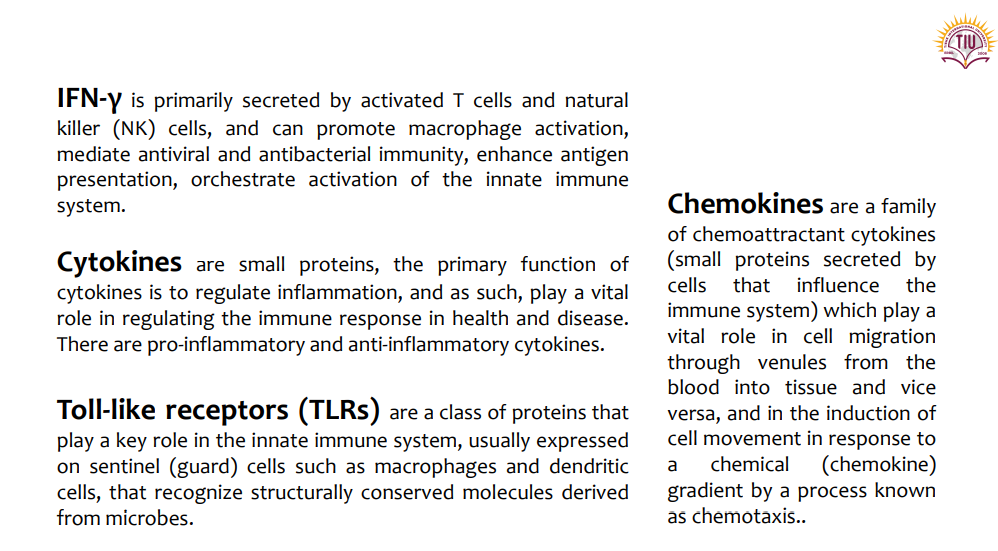 TIU
IFN-γ is primarily secreted by activated T cells and natural
killer (NK) cells, and can promote macrophage activation,
mediate antiviral and antibacterial immunity, enhance antigen
presentation, orchestrate activation of the innate immune
system.
Cytokines are small proteins, the primary function of
cytokines is to regulate inflammation, and as such, play a vital
role in regulating the immune response in health and disease.
There are pro-inflammatory and anti-inflammatory cytokines.
Toll-like receptors (TLRs) are a class of proteins that
play a key role in the innate immune system, usually expressed
on sentinel (guard) cells such as macrophages and dendritic
cells, that recognize structurally conserved molecules derived
from microbes.
Chemokines are a family
of chemoattractant cytokines
(small proteins secreted by
cells that influence the
immune system) which play a
vital role in cell migration
through venules from the
blood into tissue and vice
versa, and in the induction of
cell movement in response to
a chemical (chemokine)
gradient by a process known
as chemotaxis..